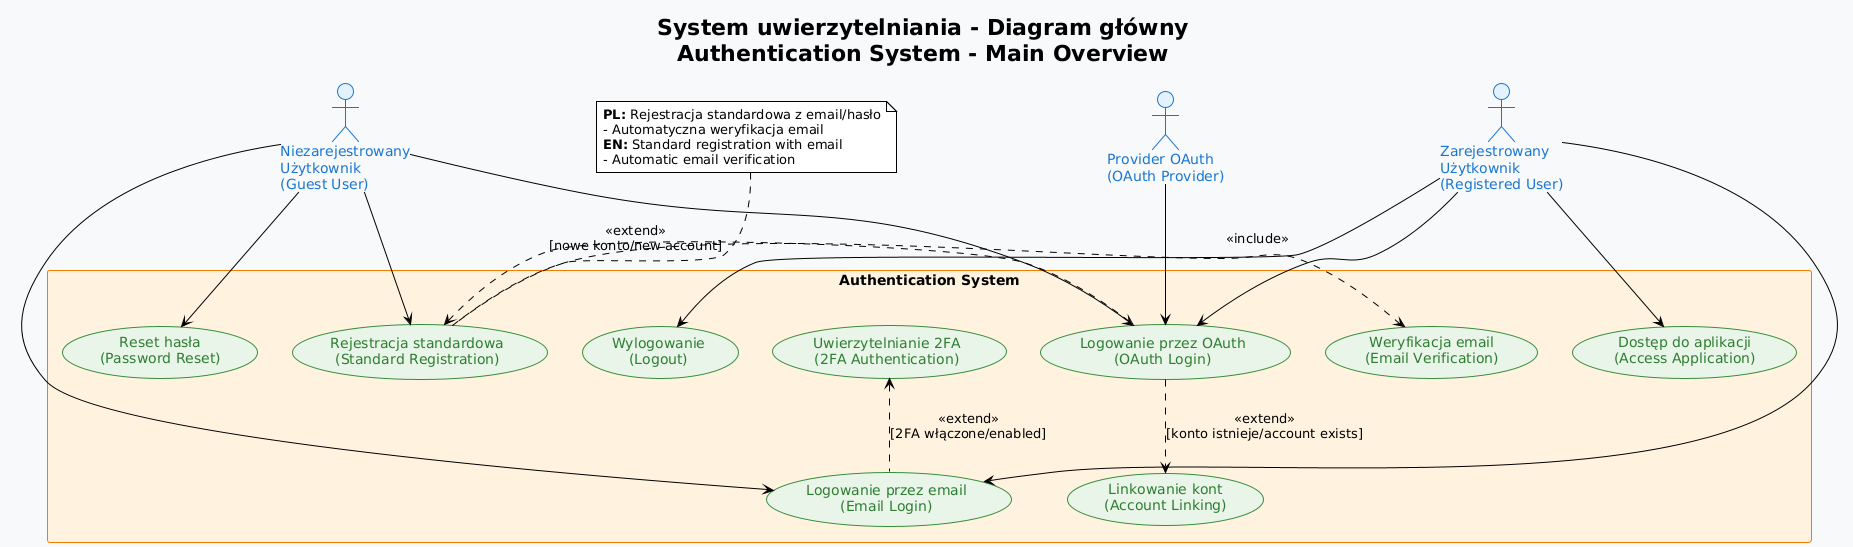 System uwierzytelniania - Diagram główny
Authentication System - Main Overview
Niezarejestrowany
Użytkownik
(Guest User)
PL: Rejestracja standardowa z email/hasło
- Automatyczna weryfikacja email
EN: Standard registration with email
- Automatic email verification
Provider OAuth
(OAuth Provider)
Zarejestrowany
Użytkownik
(Registered User)
«extend»
[nowe konto/new account]
«include»
Authentication System
Reset hasła
(Password Reset)
Rejestracja standardowa
(Standard Registration)
Wylogowanie
(Logout)
Uwierzytelnianie 2FA
(2FA Authentication)
Logowanie przez OAuth
(OAuth Login)
Weryfikacja email
(Email Verification)
Dostęp do aplikacji
(Access Application)
«extend»
[2FA włączone/enabled]
«extend»
[konto istnieje/account exists]
Logowanie przez email
(Email Login)
Linkowanie kont
(Account Linking)